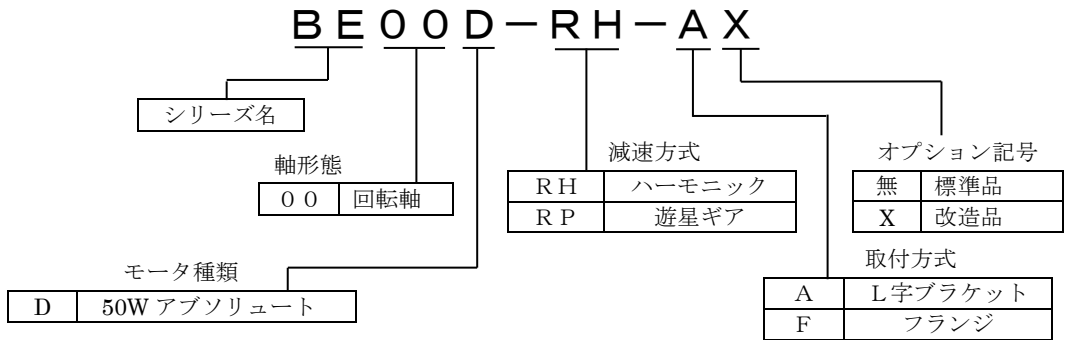 ＢＥ００Ｄ－ＲＨ－ＡＸ
シリーズ名
軸形態
００ 回転軸
モータ種類
D 50W アブソリュート
減速方式
ＲＨ ハーモニック
ＲＰ 遊星ギア
オプション記号
無 標準品
X 改造品
取付方式
Ａ Ｌ字ブラケット
Ｆ フランジ